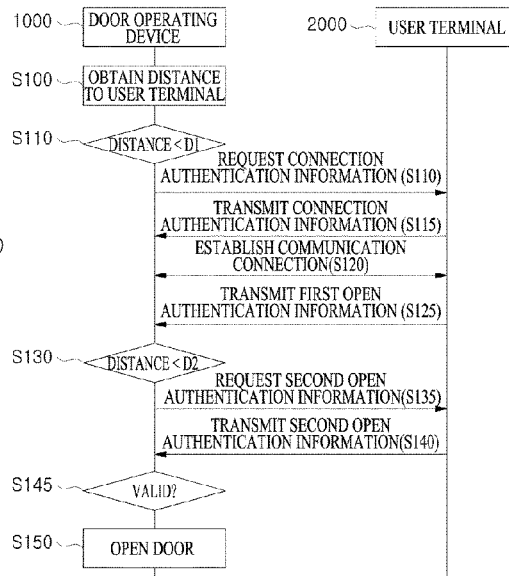 1000
DOOR OPERATING
DEVICE
2000
USER TERMINAL
S100
OBTAIN DISTANCE
TO USER TERMINAL
S110
DISTANCE < D1
REQUEST CONNECTION
AUTHENTICATION INFORMATION (S110)
TRANSMIT CONNECTION
AUTHENTICATION INFORMATION (S115)
ESTABLISH COMMUNICATION
CONNECTION(S120)
TRANSMIT FIRST OPEN
AUTHENTICATION INFORMATION (S125)
S130
DISTANCE < D2
REQUEST SECOND OPEN
AUTHENTICATION INFORMATION(S135)
TRANSMIT SECOND OPEN
AUTHENTICATION INFORMATION(S140)
S145
VALID?
S150
OPEN DOOR